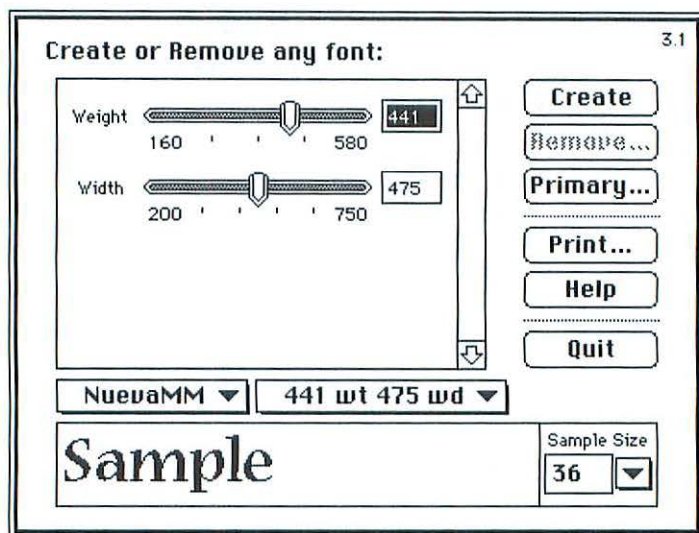 3.1
Create or Remove any font:
Weight 441
160 580
Width 475
200 750
Create
Remove...
Primary...
Print...
Help
Quit
NuevaMM 441 wt 475 wd
Sample
Sample Size
36